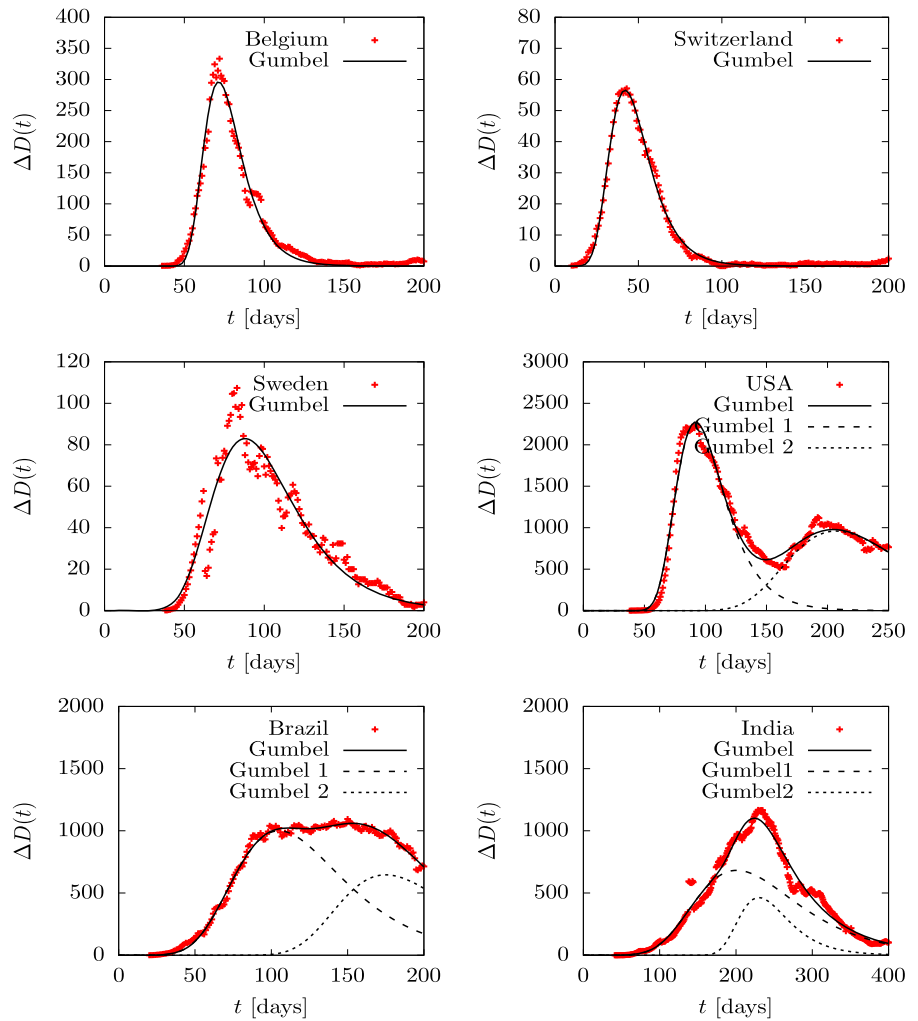 400
350
300
250
200
150
100
50
0
ΔD(t)
Belgium
Gumbel
0 50 100 150 200
t [days]
80
70
60
50
40
30
20
10
0
ΔD(t)
Switzerland
Gumbel
0 50 100 150 200
t [days]
120
100
80
60
40
20
0
ΔD(t)
Sweden
Gumbel
0 50 100 150 200
t [days]
3000
2500
2000
1500
1000
500
0
ΔD(t)
USA
Gumbel
Gumbel 1
Gumbel 2
0 50 100 150 200 250
t [days]
2000
1500
1000
500
0
ΔD(t)
Brazil
Gumbel
Gumbel 1
Gumbel 2
0 50 100 150 200
t [days]
2000
1500
1000
500
0
ΔD(t)
India
Gumbel
Gumbel1
Gumbel2
0 100 200 300 400
t [days]